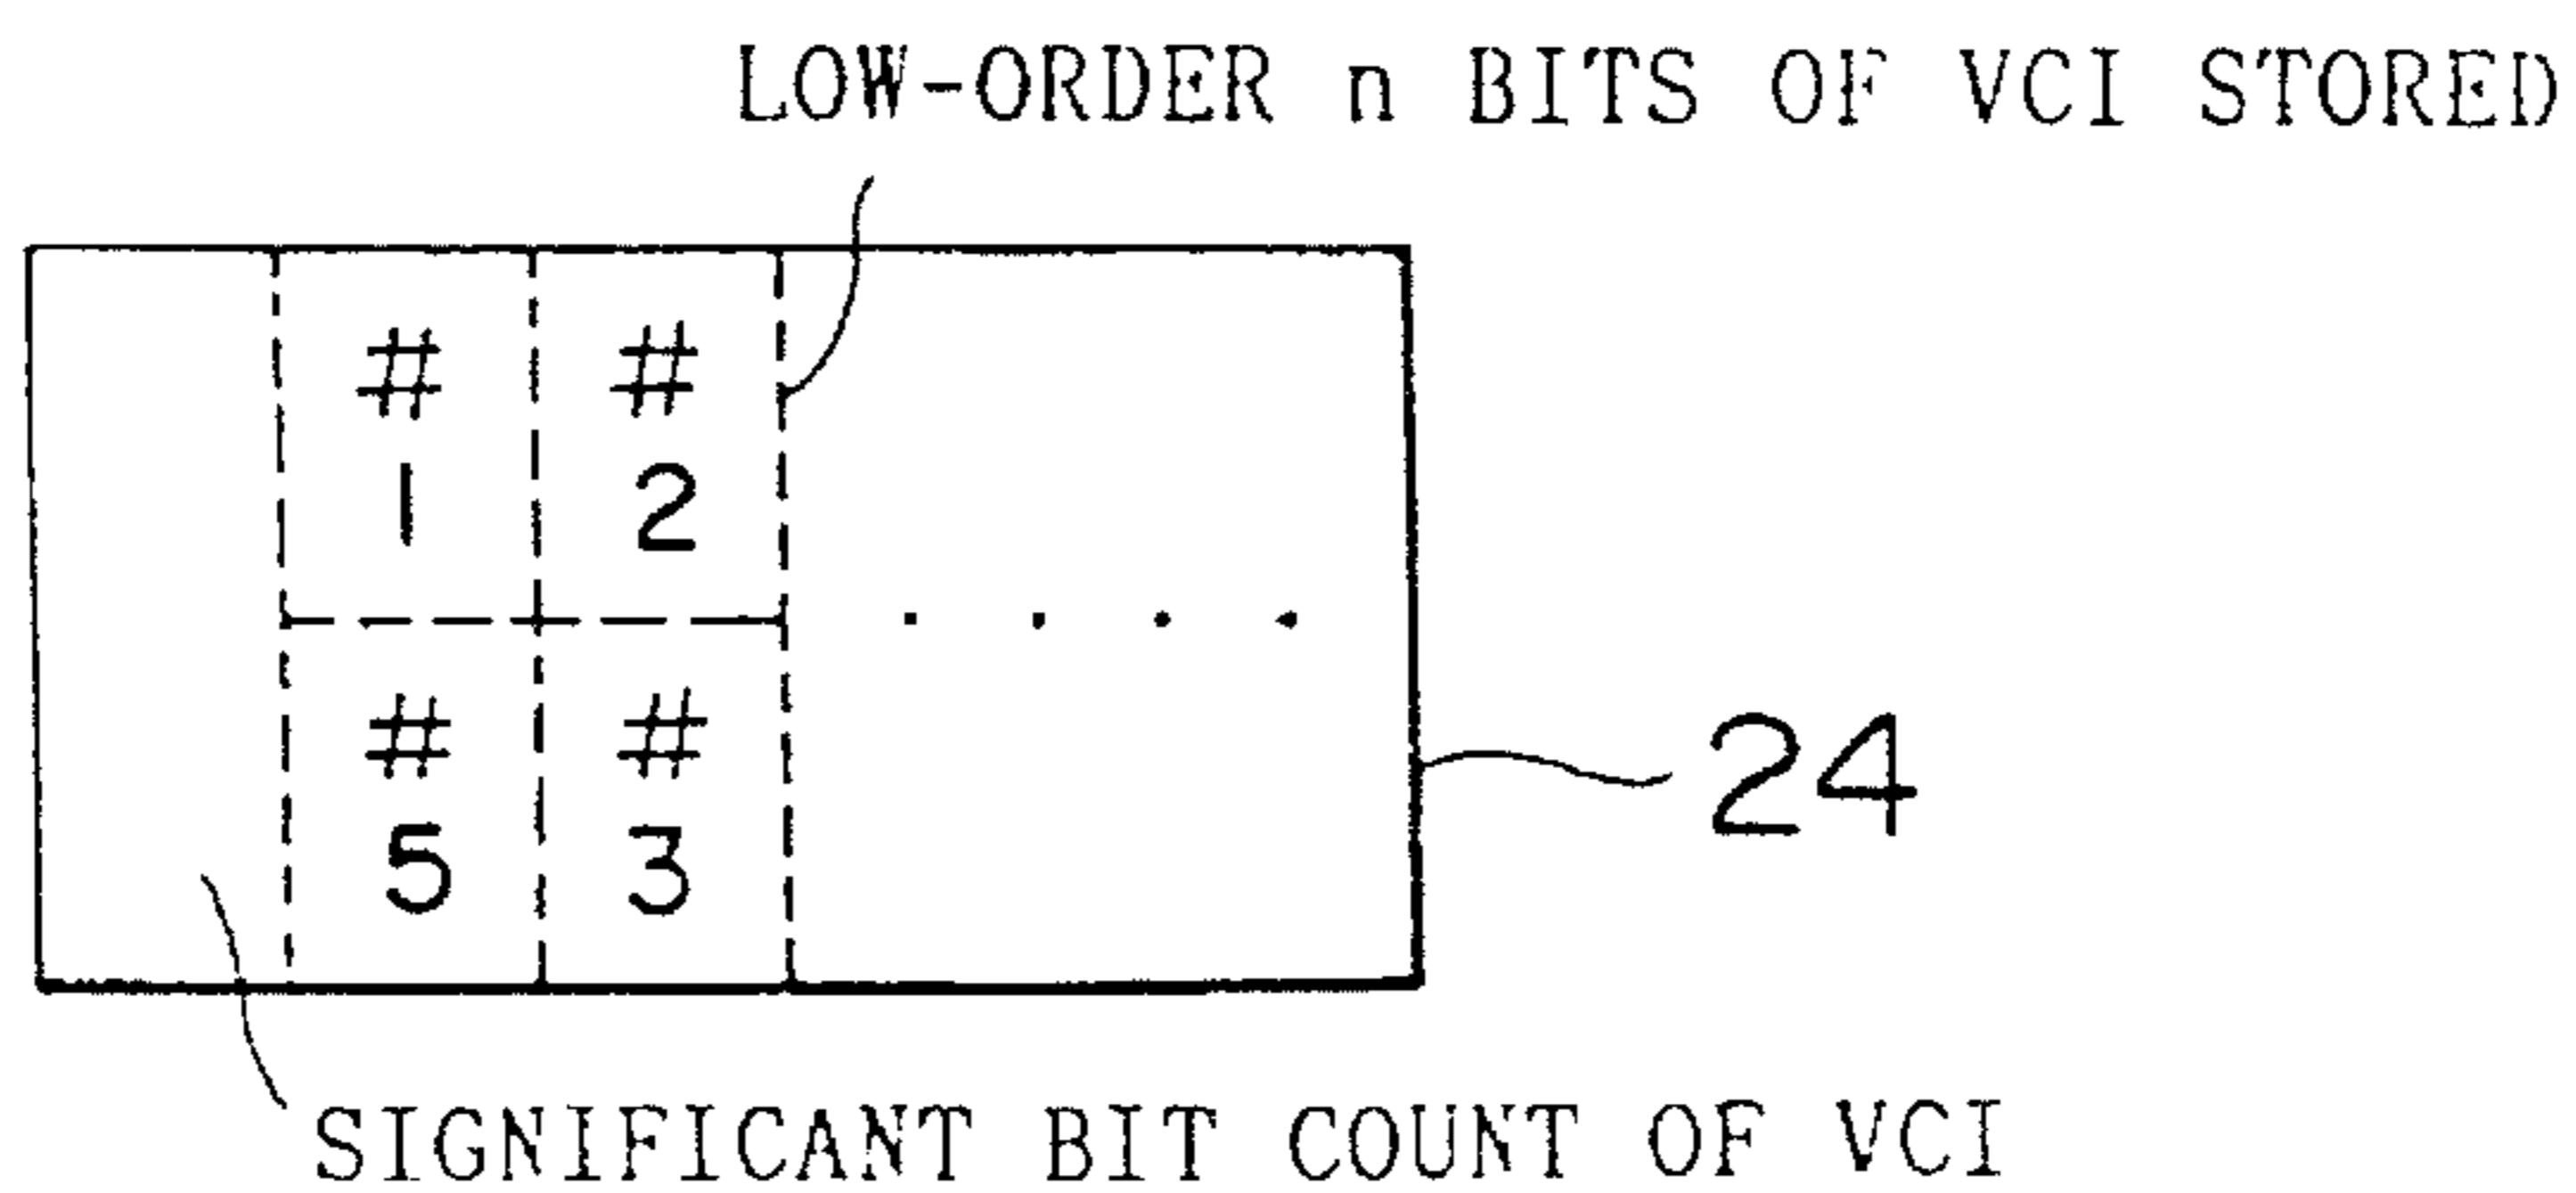 LOW-ORDER n BITS OF VCI STORED
# #
1 2
# #
5 3
24
SIGNIFICANT BIT COUNT OF VCI